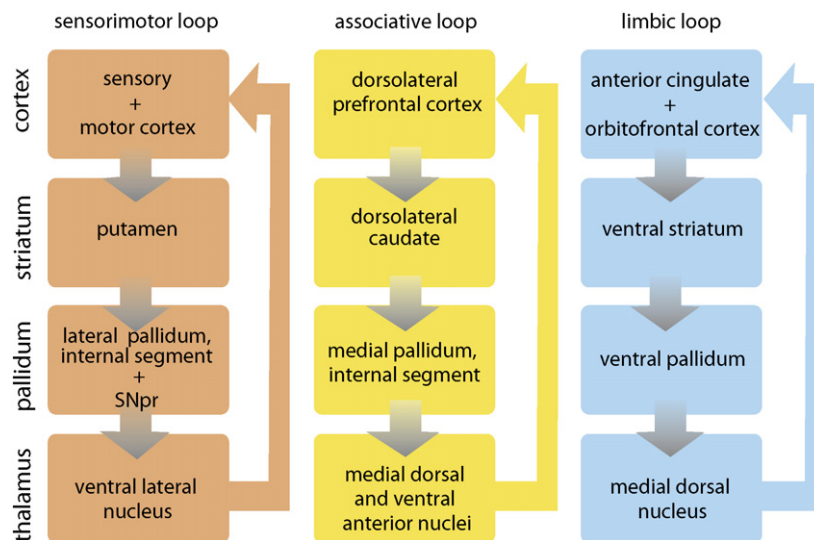 sensorimotor loop
associative loop
limbic loop
cortex
sensory
+
motor cortex
dorsolateral
prefrontal cortex
anterior cingulate
+
orbitofrontal cortex
striatum
putamen
dorsolateral
caudate
ventral striatum
pallidum
lateral pallidum,
internal segment
+
SNpr
medial pallidum,
internal segment
ventral pallidum
thalamus
ventral lateral
nucleus
medial dorsal
and ventral
anterior nuclei
medial dorsal
nucleus